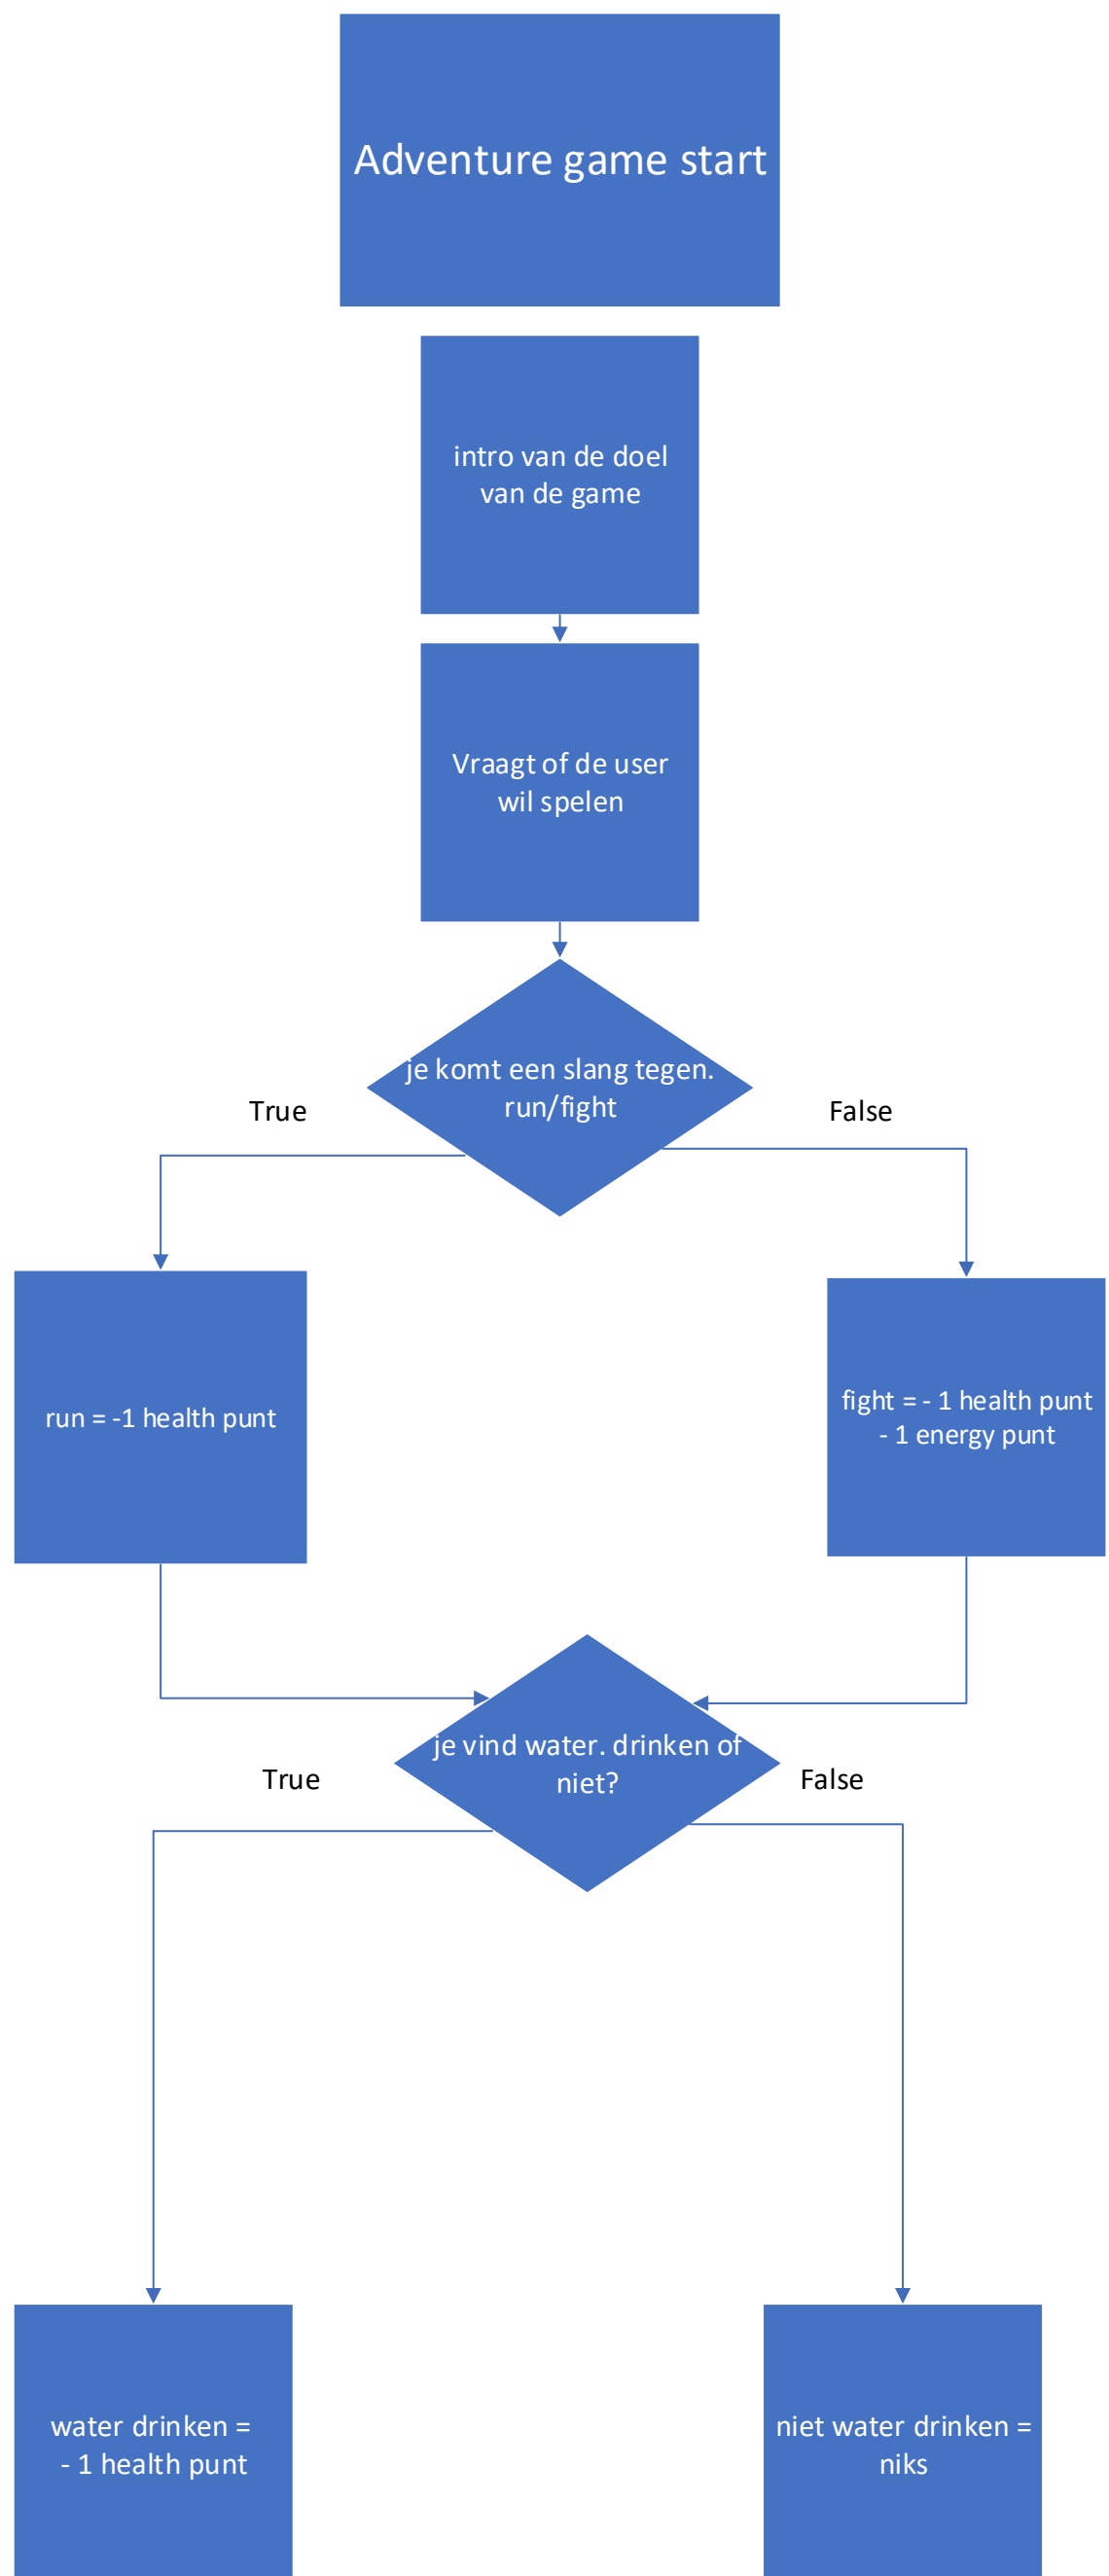 Adventure game start
intro van de doel
van de game
Vraagt of de user
wil spelen
je komt een slang tegen.
run/fight
True
False
run = -1 health punt
fight = - 1 health punt
- 1 energy punt
je vind water. drinken of
niet?
True
False
water drinken =
- 1 health punt
niet water drinken =
niks